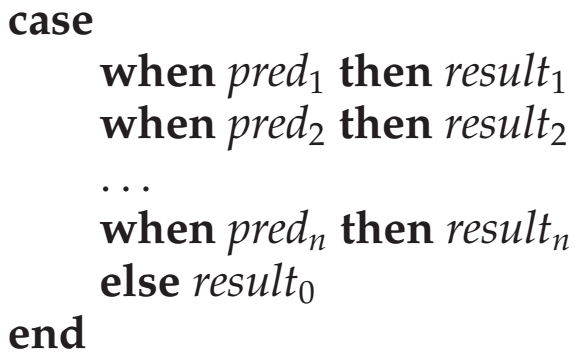 case
when pred₁ then result₁
when pred₂ then result₂
. . .
when predₙ then resultₙ
else result₀
end